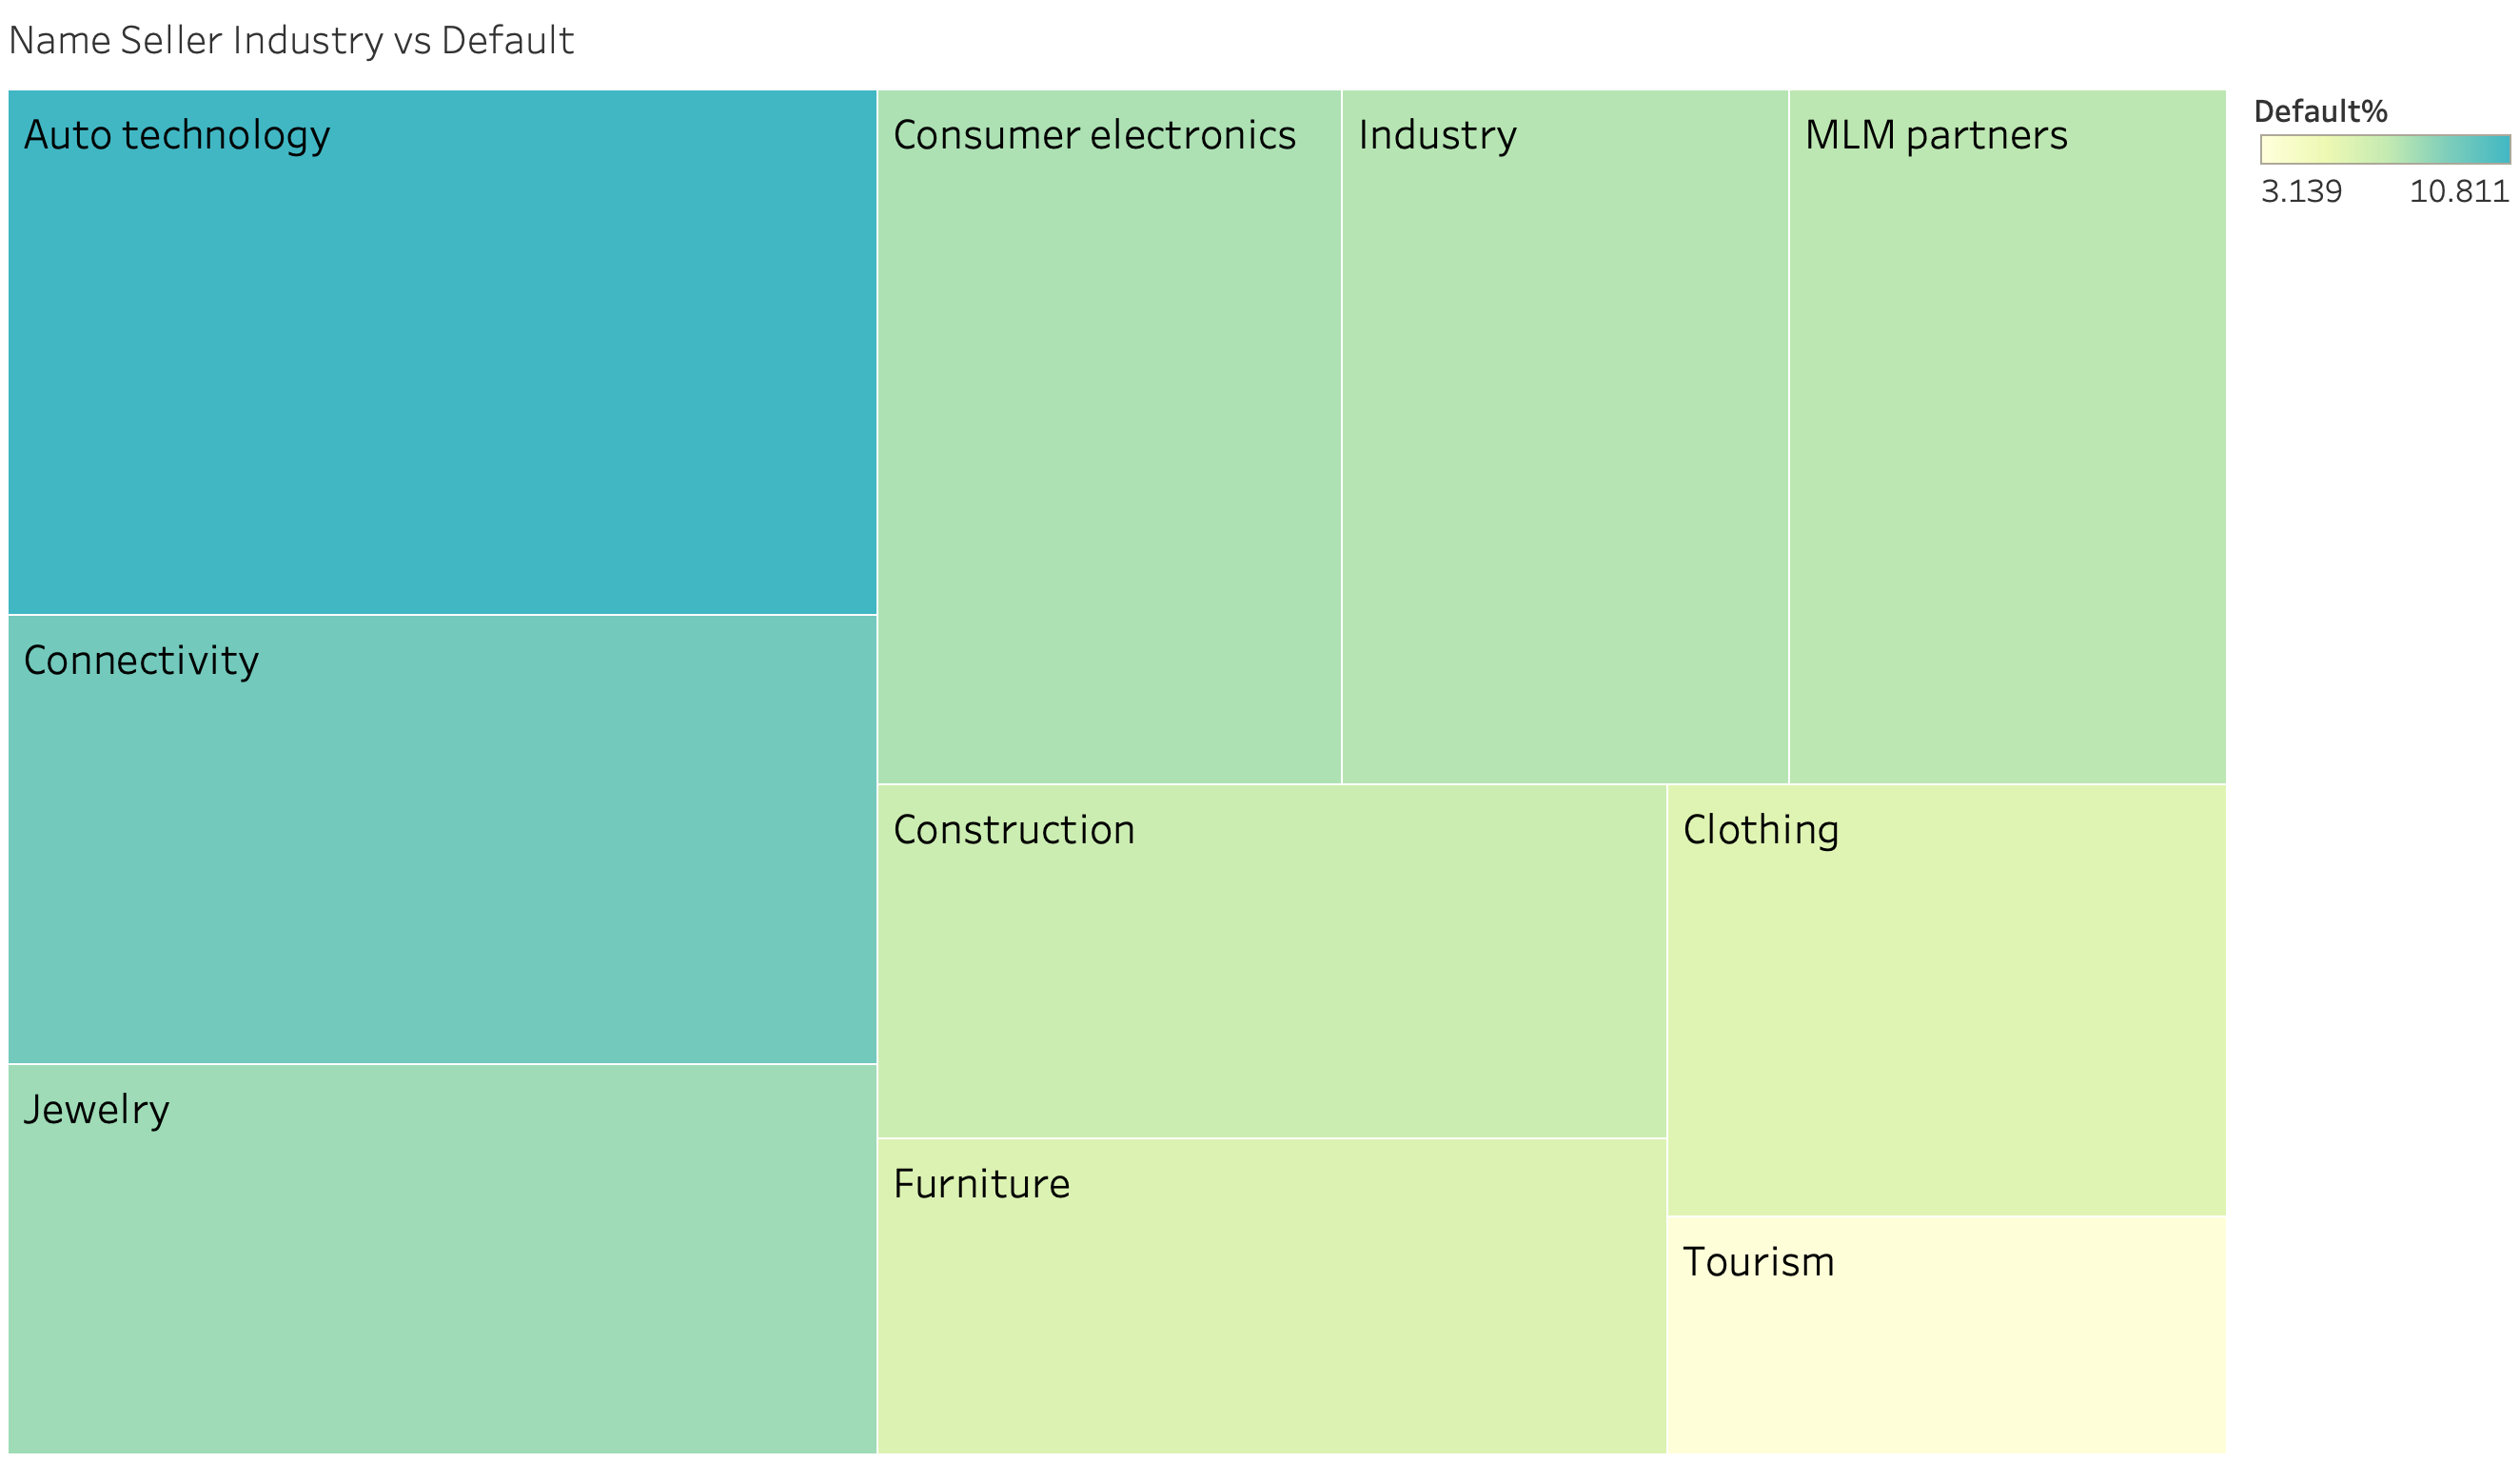 Name Seller Industry vs Default
Auto technology
Connectivity
Jewelry
Consumer electronics
Industry
MLM partners
Construction
Furniture
Clothing
Tourism
Default%
3.139 10.811